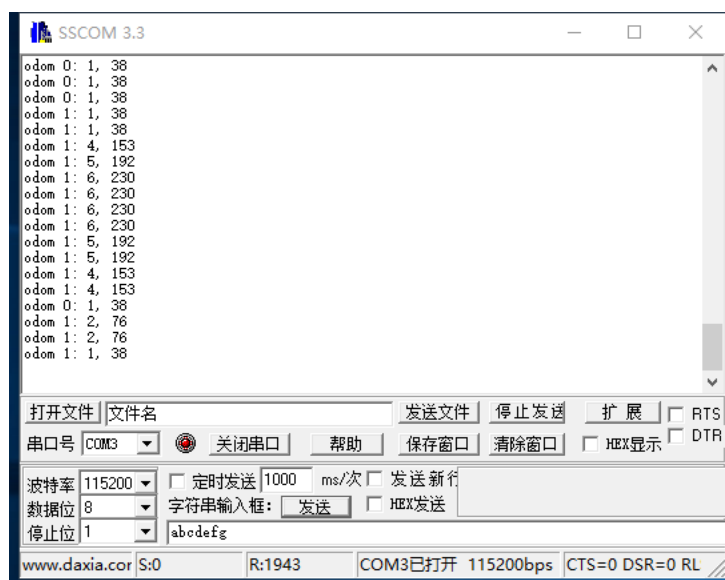 SSCOM 3.3
odom 0: 1, 38
odom 0: 1, 38
odom 0: 1, 38
odom 1: 1, 38
odom 1: 1, 38
odom 1: 4, 153
odom 1: 5, 192
odom 1: 6, 230
odom 1: 6, 230
odom 1: 6, 230
odom 1: 6, 230
odom 1: 5, 192
odom 1: 5, 192
odom 1: 4, 153
odom 1: 4, 153
odom 0: 1, 38
odom 1: 2, 76
odom 1: 2, 76
odom 1: 1, 38
打开文件 文件名 发送文件 停止发送 扩 展 RTS
串口号 COM3 关闭串口 帮助 保存窗口 清除窗口 HEX显示 DTR
波特率 115200 定时发送 1000 ms/次 发送新行
数据位 8 字符串输入框: 发送 HEX发送
停止位 1 abcdefg
www.daxia.cor S:0 R:1943 COM3已打开 115200bps CTS=0 DSR=0 RL